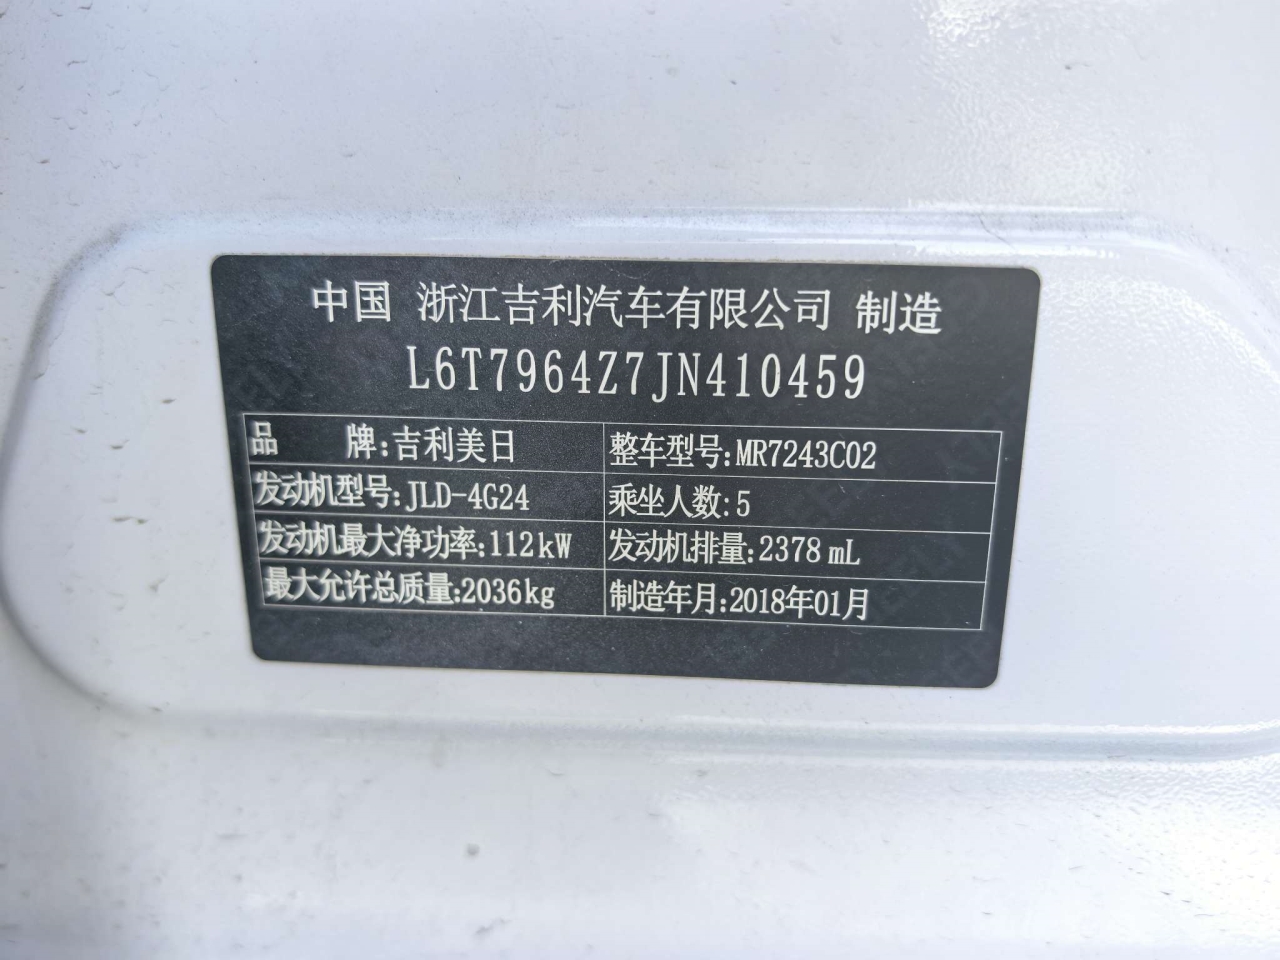 中国 浙江吉利汽车有限公司 制造
L6T7964Z7JN410459
品 牌:吉利美日 整车型号:MR7243C02
发动机型号:JLD-4G24 乘坐人数:5
发动机最大净功率:112kW 发动机排量:2378 mL
最大允许总质量:2036kg 制造年月:2018年01月